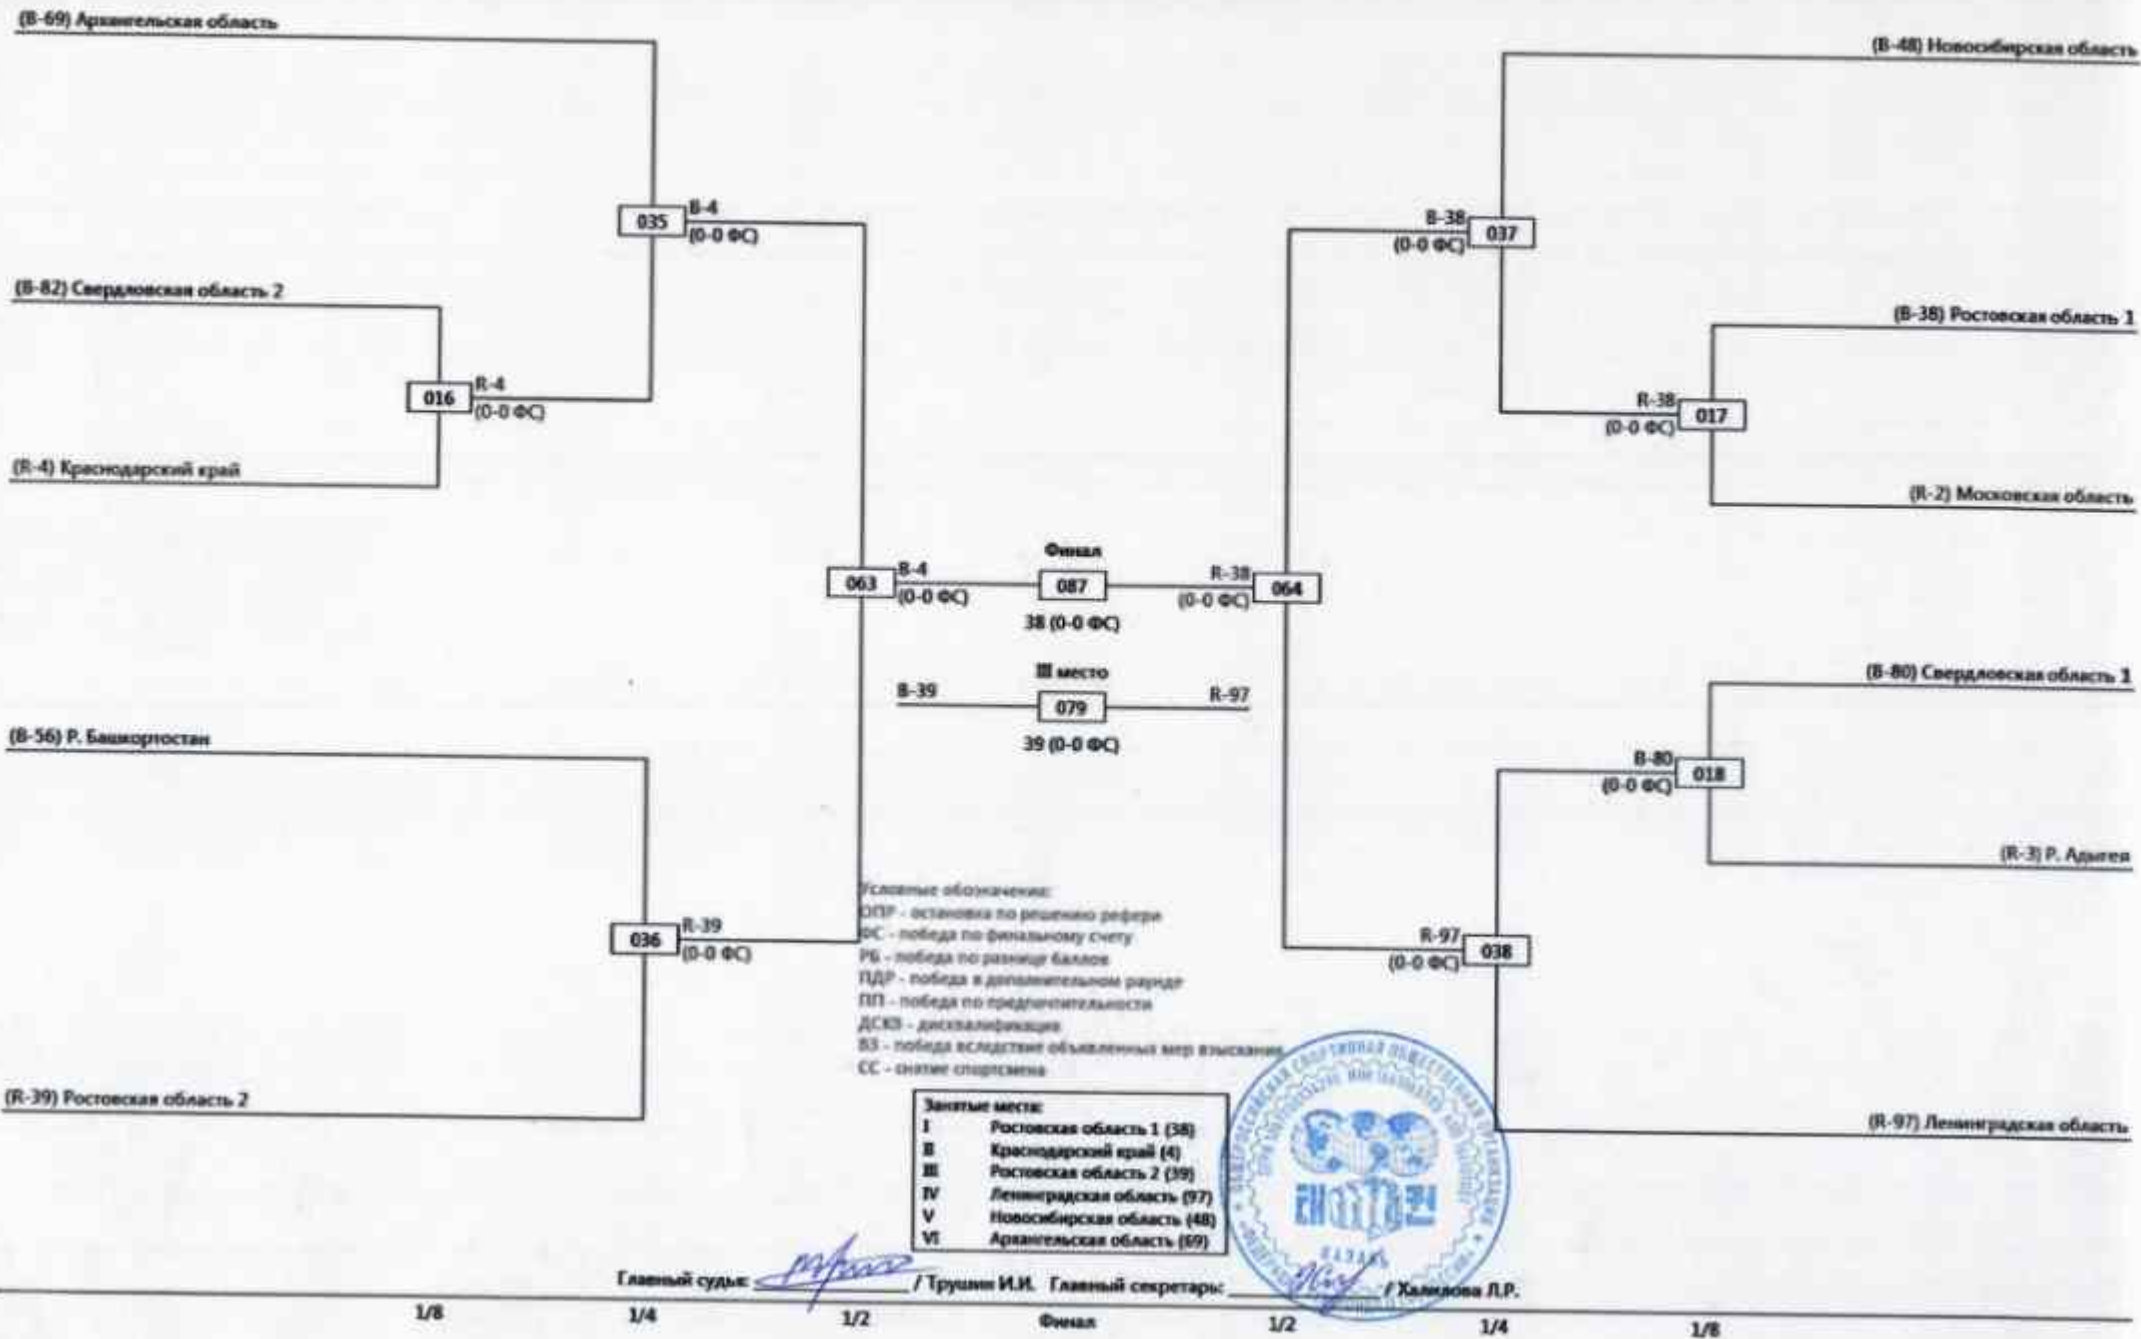 (B-69) Архангельская область
(B-48) Новосибирская область
035
B-4
(0-0 ФС)
B-38
(0-0 ФС)
037
(B-82) Свердловская область 2
(B-38) Ростовская область 1
016
R-4
(0-0 ФС)
R-38
(0-0 ФС)
017
(R-4) Краснодарский край
(R-2) Московская область
Финал
063
B-4
(0-0 ФС)
087
R-38
(0-0 ФС)
064
38 (0-0 ФС)
III место
B-39
079
R-97
39 (0-0 ФС)
(B-80) Свердловская область 1
(B-56) Р. Башкортостан
B-80
(0-0 ФС)
018
(R-3) Р. Адыгея
036
R-39
(0-0 ФС)
R-97
(0-0 ФС)
038
Условные обозначения:
ОПР - остановка по решению рефери
ФС - победа по финальному счету
РБ - победа по разнице баллов
ПДР - победа в дополнительном раунде
ПП - победа по предпочтительности
ДСКВ - дисквалификация
ВЗ - победа вследствие объявленных мер взыскания
СС - снятие спортсмена
(R-39) Ростовская область 2
(R-97) Ленинградская область
Занятые места:
I Ростовская область 1 (38)
II Краснодарский край (4)
III Ростовская область 2 (39)
IV Ленинградская область (97)
V Новосибирская область (48)
VI Архангельская область (69)
Главный судья: / Трушин И.И. Главный секретарь: / Халилова Л.Р.
1/8 1/4 1/2 Финал 1/2 1/4 1/8